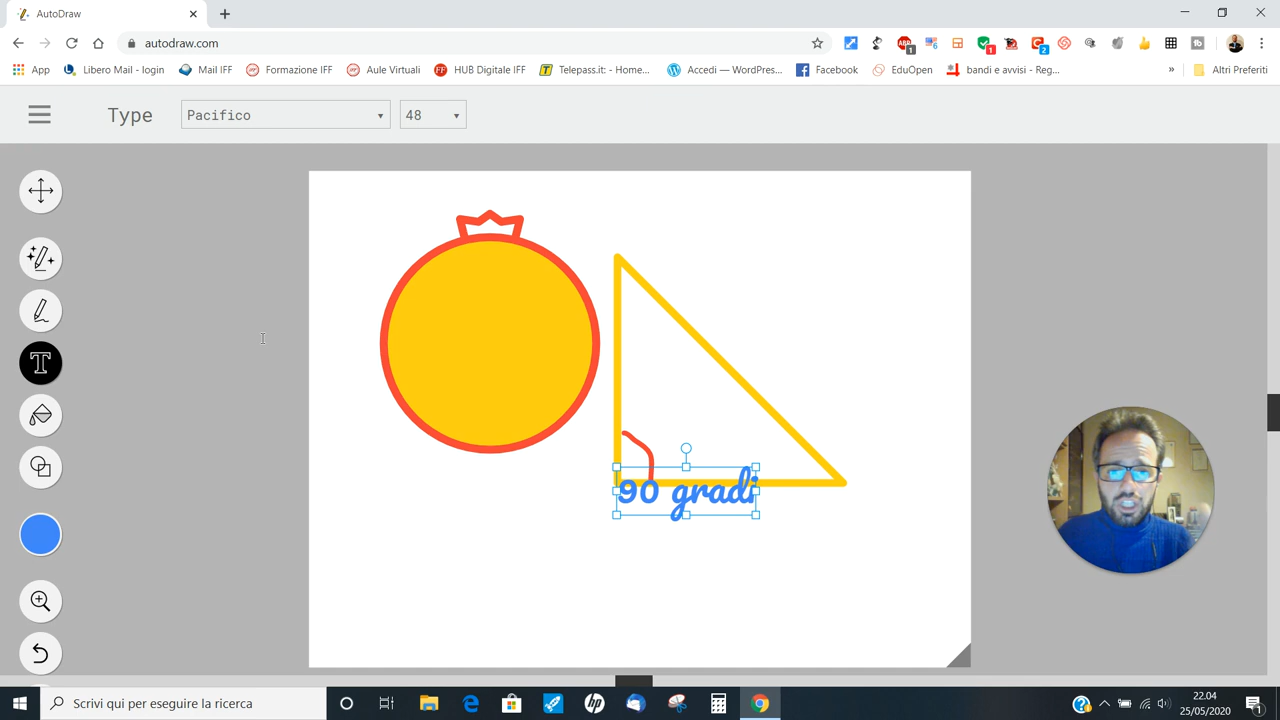 AutoDraw
autodraw.com
App
Libero Mail - login
Mail IFF
Formazione IFF
Aule Virtuali
HUB Digitale IFF
Telepass.it: - Home...
Accedi — WordPres...
Facebook
EduOpen
bandi e avvisi - Reg...
»
Altri Preferiti
Type
Pacifico
48
90 gradi
Scrivi qui per eseguire la ricerca
22.04
25/05/2020